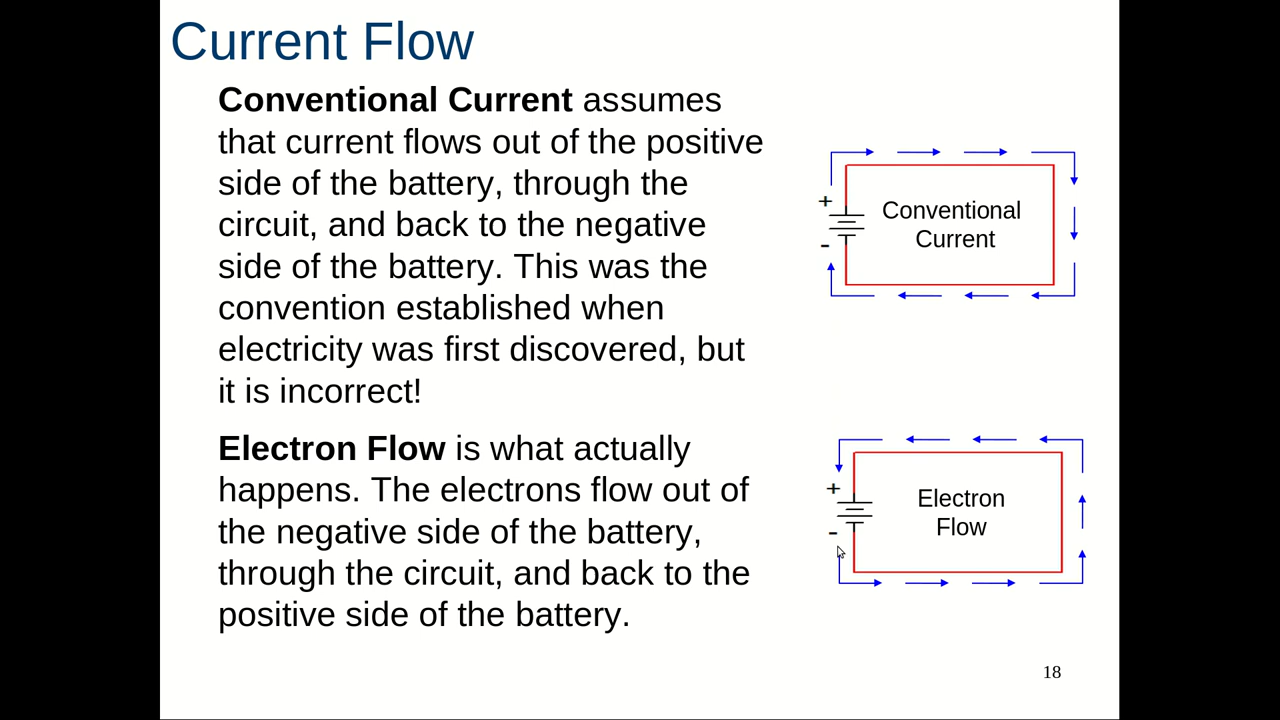 Current Flow
Conventional Current assumes
that current flows out of the positive
side of the battery, through the
circuit, and back to the negative
side of the battery. This was the
convention established when
electricity was first discovered, but
it is incorrect!
Electron Flow is what actually
happens. The electrons flow out of
the negative side of the battery,
through the circuit, and back to the
positive side of the battery.
+
-
Conventional
Current
+
-
Electron
Flow
18